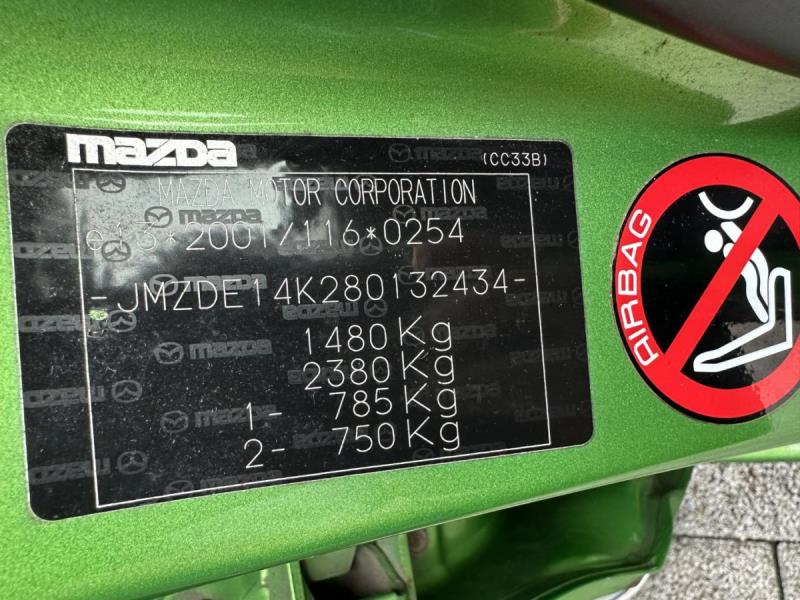 mazda
(CC33B)
MAZDA MOTOR CORPORATION
e13*2001/116*0254
-JMZDE14K280132434-
1480Kg
2380Kg
1- 785Kg
2- 750Kg
AIRBAG